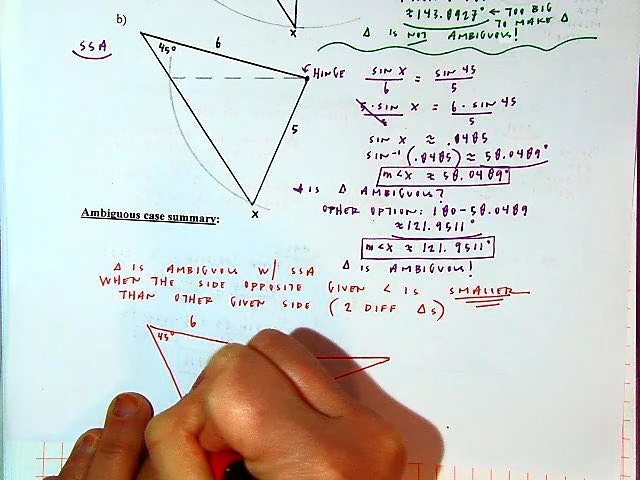 ≈143.0927° ← TOO BIG
TO MAKE Δ
Δ IS NOT AMBIGUOUS!
X
b)
SSA
45°
6
HINGE
5
X
SIN X / 6 = SIN 45 / 5
5·SIN X / 5 = 6·SIN 45 / 5
SIN X ≈ .8485
SIN⁻¹(.8485) ≈ 58.0489°
m<X ≈ 58.0489°
IS Δ AMBIGUOUS?
OTHER OPTION: 180-58.0489
≈121.9511°
m<X ≈ 121.9511°
Δ IS AMBIGUOUS!
Ambiguous case summary:
Δ IS AMBIGUOUS W/ SSA
WHEN THE SIDE OPPOSITE GIVEN < IS SMALLER
THAN OTHER GIVEN SIDE (2 DIFF Δs)
6
45°